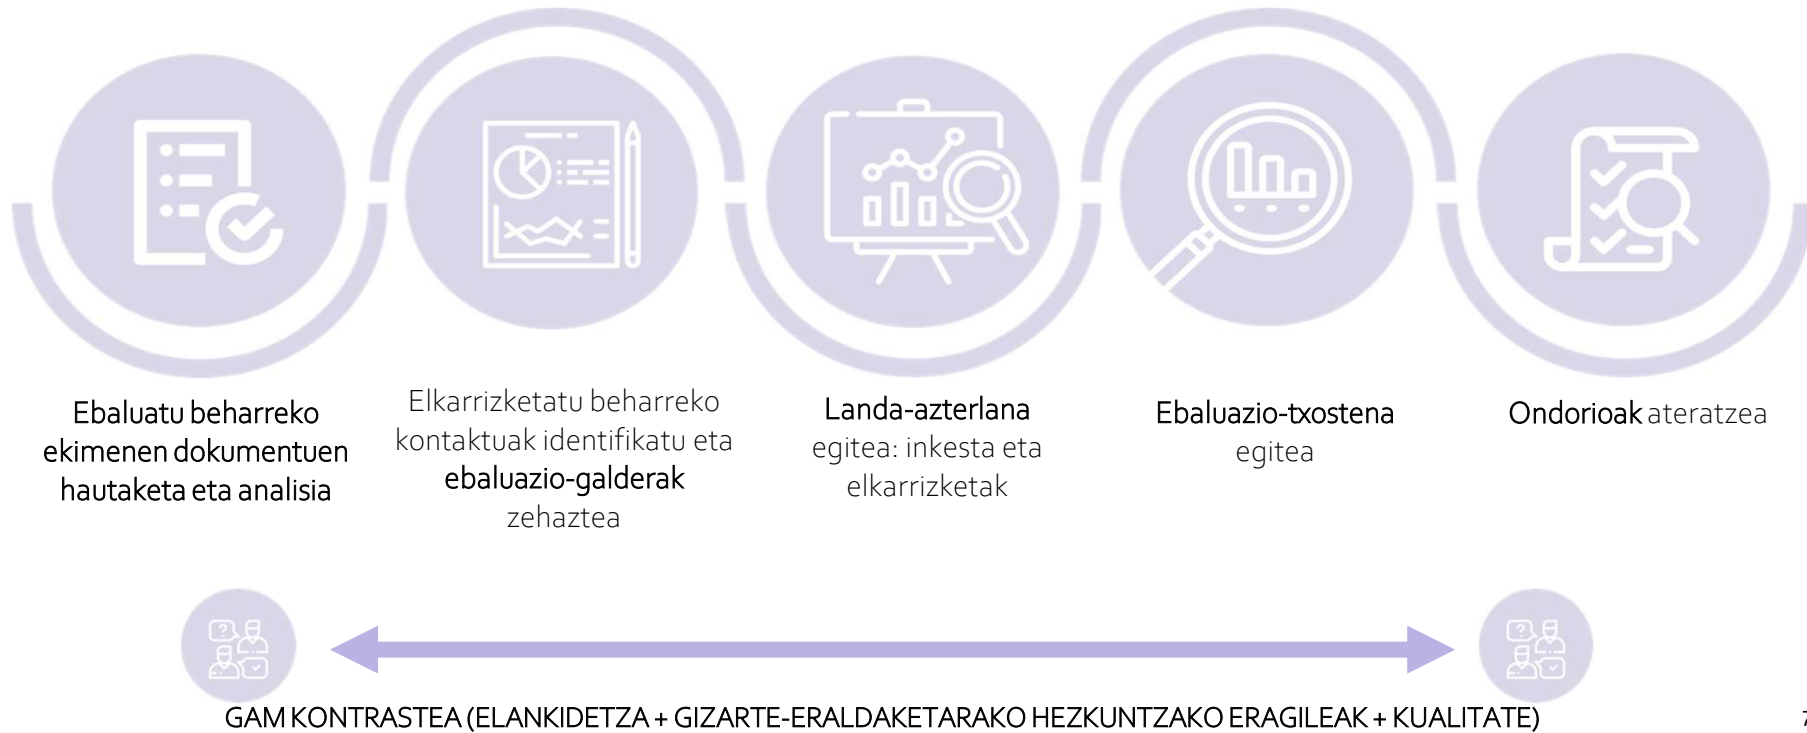 Ebaluatu beharreko
ekimenen dokumentuen
hautaketa eta analisia
Elkarrizketatu beharreko
kontaktuak identifikatu eta
ebaluazio-galderak
zehaztea
Landa-azterlana
egitea: inkesta eta
elkarrizketak
Ebaluazio-txostena
egitea
Ondorioak ateratzea
GAM KONTRASTEA (ELANKIDETZA + GIZARTE-ERALDAKETARAKO HEZKUNTZAKO ERAGILEAK + KUALITATE)
7